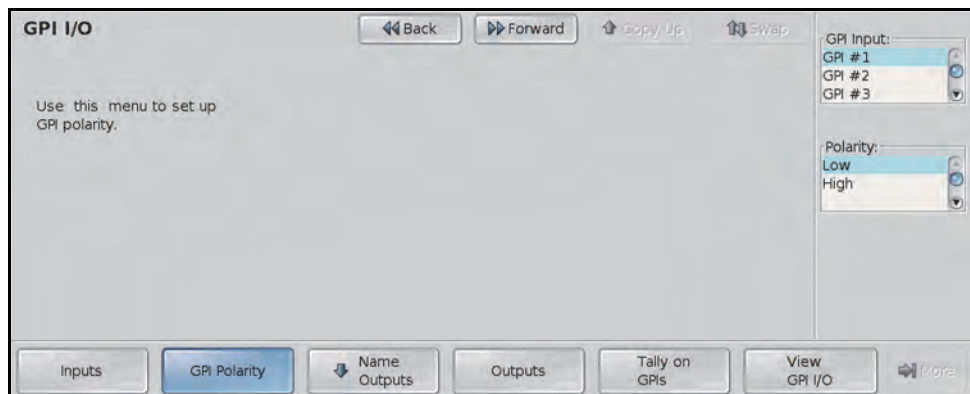 GPI I/O
Back
Forward
Copy Up
Swap
Use this menu to set up
GPI polarity.
GPI Input:
GPI #1
GPI #2
GPI #3
Polarity:
Low
High
Inputs
GPI Polarity
Name
Outputs
Outputs
Tally on
GPIs
View
GPI I/O
More